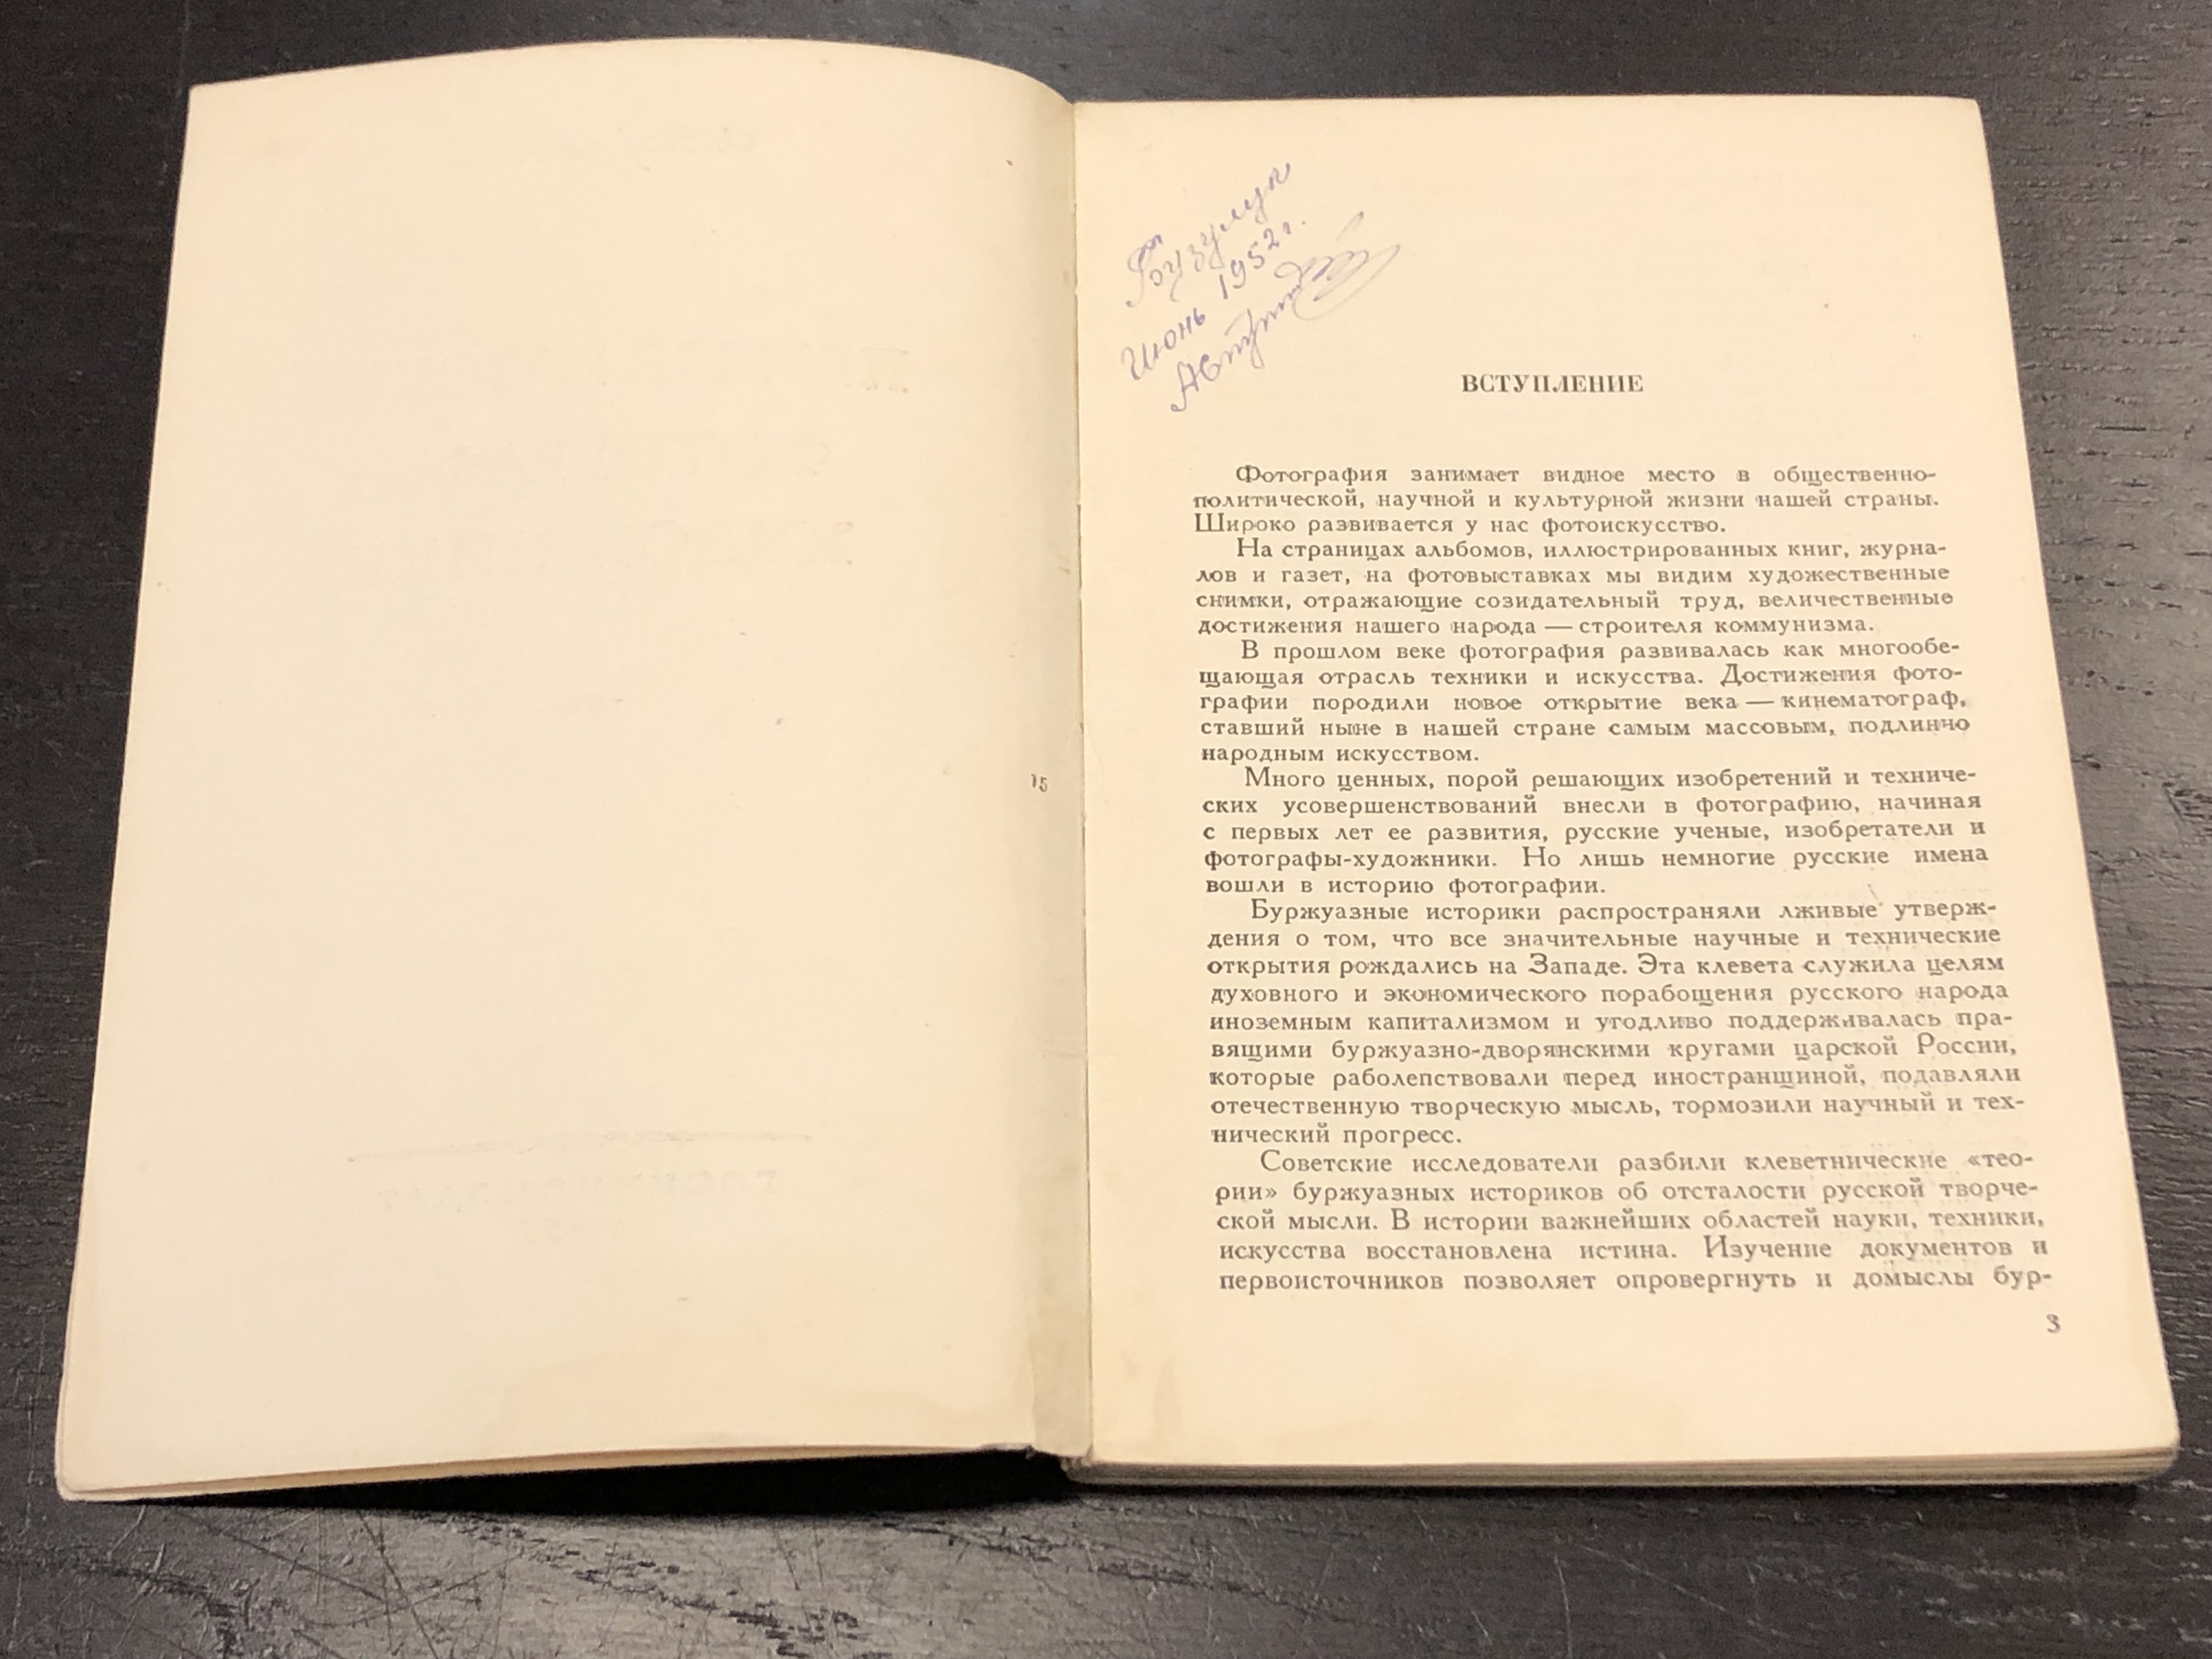 Бузулук
Июнь 1952 г.
15
ВСТУПЛЕНИЕ
Фотография занимает видное место в общественно-
политической, научной и культурной жизни нашей страны.
Широко развивается у нас фотоискусство.
На страницах альбомов, иллюстрированных книг, журна-
лов и газет, на фотовыставках мы видим художественные
снимки, отражающие созидательный труд, величественные
достижения нашего народа — строителя коммунизма.
В прошлом веке фотография развивалась как многообе-
щающая отрасль техники и искусства. Достижения фото-
графии породили новое открытие века — кинематограф,
ставший ныне в нашей стране самым массовым, подлинно
народным искусством.
Много ценных, порой решающих изобретений и техниче-
ских усовершенствований внесли в фотографию, начиная
с первых лет ее развития, русские ученые, изобретатели и
фотографы-художники. Но лишь немногие русские имена
вошли в историю фотографии.
Буржуазные историки распространяли лживые утверж-
дения о том, что все значительные научные и технические
открытия рождались на Западе. Эта клевета служила целям
духовного и экономического порабощения русского народа
иноземным капитализмом и угодливо поддерживалась пра-
вящими буржуазно-дворянскими кругами царской России,
которые раболепствовали перед иностранщиной, подавляли
отечественную творческую мысль, тормозили научный и тех-
нический прогресс.
Советские исследователи разбили клеветнические «тео-
рии» буржуазных историков об отсталости русской творче-
ской мысли. В истории важнейших областей науки, техники,
искусства восстановлена истина. Изучение документов и
первоисточников позволяет опровергнуть и домыслы бур-
3